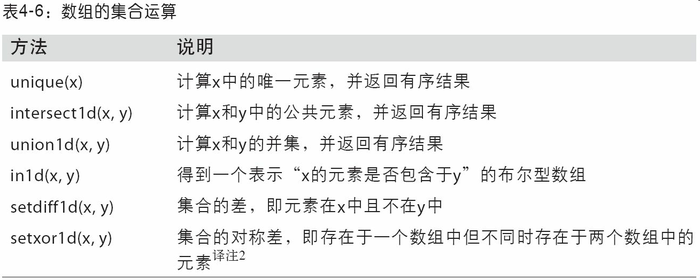 表4-6：数组的集合运算
方法 说明
unique(x) 计算x中的唯一元素，并返回有序结果
intersect1d(x, y) 计算x和y中的公共元素，并返回有序结果
union1d(x, y) 计算x和y的并集，并返回有序结果
in1d(x, y) 得到一个表示“x的元素是否包含于y”的布尔型数组
setdiff1d(x, y) 集合的差，即元素在x中且不在y中
setxor1d(x, y) 集合的对称差，即存在于一个数组中但不同时存在于两个数组中的
元素译注2